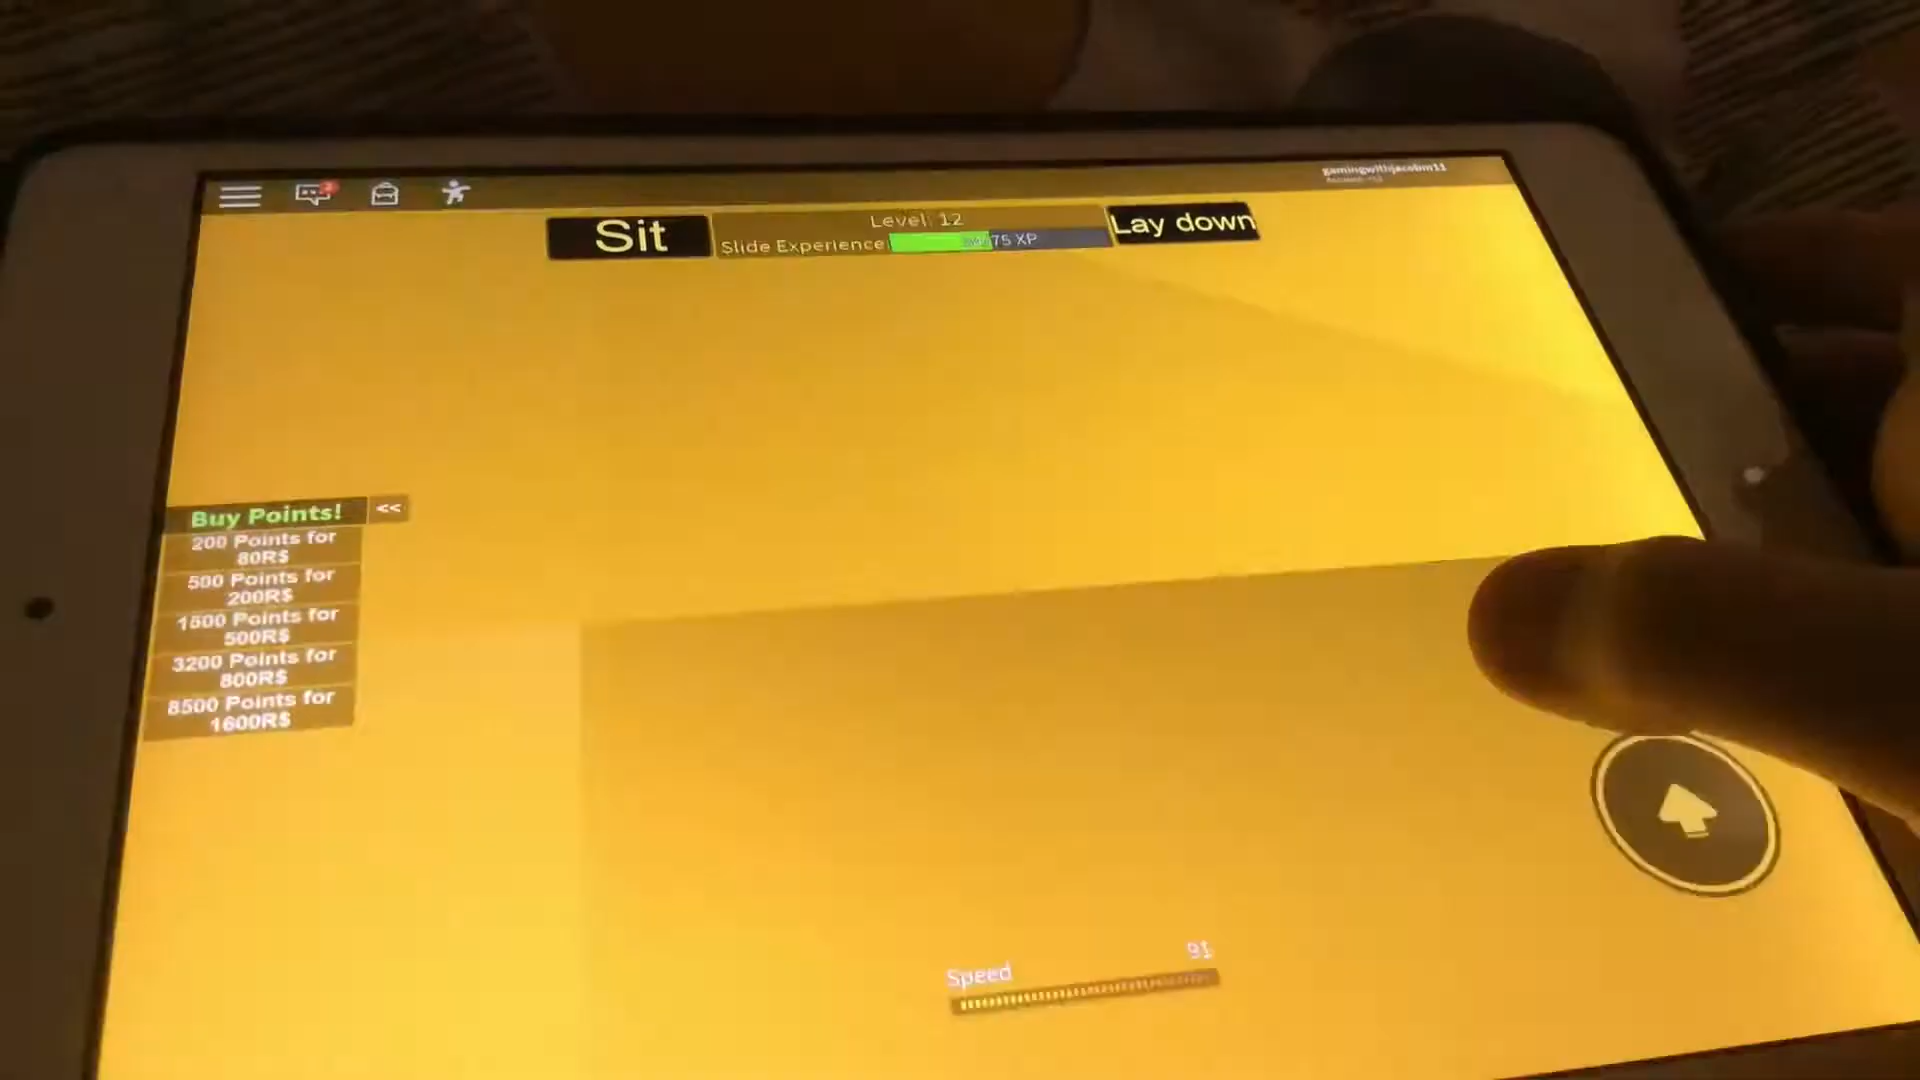 gamingwithjacobm11
Sit
Level: 12
Lay down
Slide Experience: 75 XP
Buy Points! <<
200 Points for
80R$
500 Points for
200R$
1500 Points for
500R$
3200 Points for
800R$
8500 Points for
1600R$
Speed 91